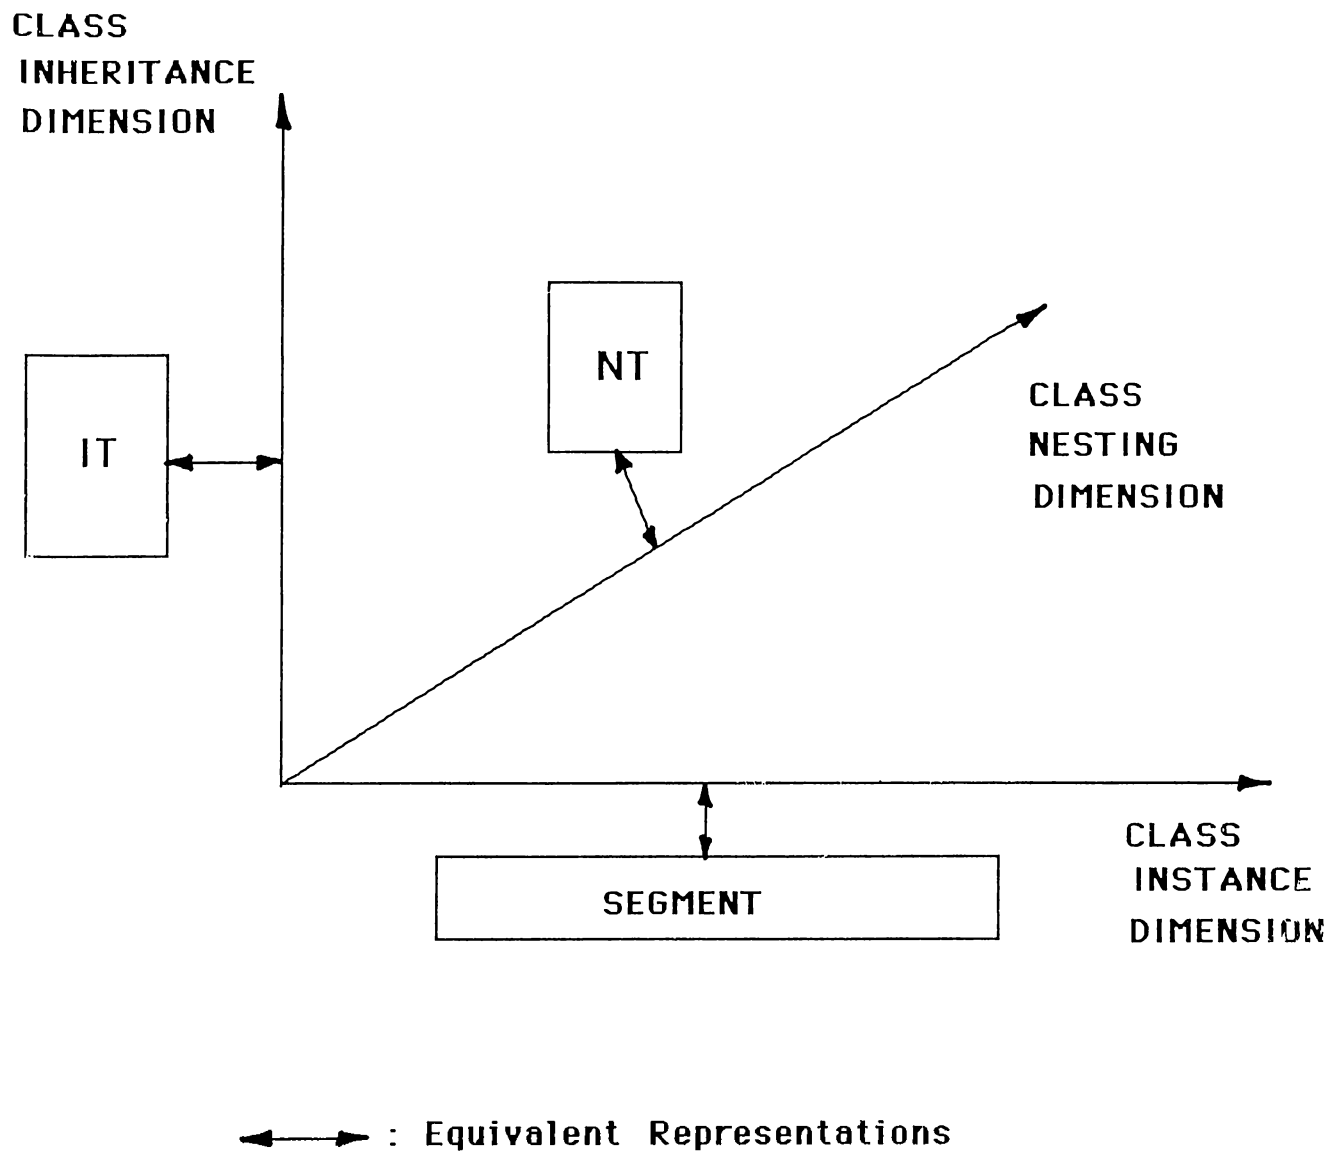 CLASS
INHERITANCE
DIMENSION
NT
IT
CLASS
NESTING
DIMENSION
CLASS
INSTANCE
DIMENSION
SEGMENT
: Equivalent Representations